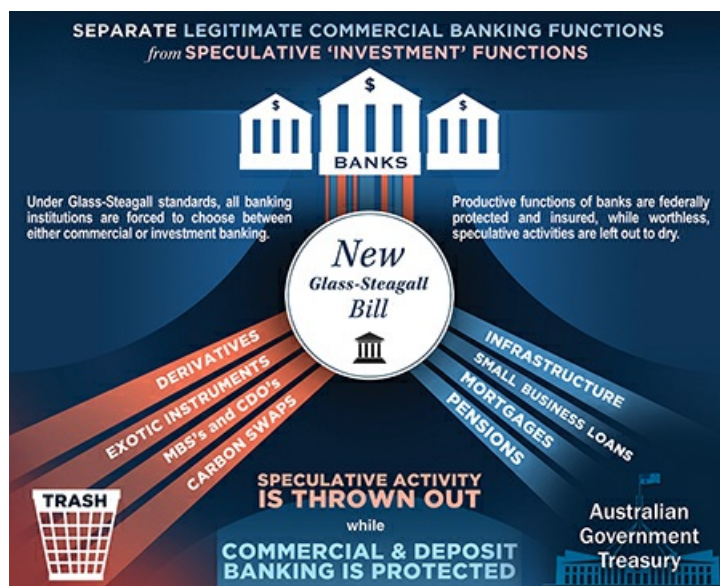 SEPARATE LEGITIMATE COMMERCIAL BANKING FUNCTIONS
from SPECULATIVE ‘INVESTMENT’ FUNCTIONS
$
$
$
BANKS
Under Glass-Steagall standards, all banking
institutions are forced to choose between
either commercial or investment banking.
Productive functions of banks are federally
protected and insured, while worthless,
speculative activities are left out to dry.
New
Glass-Steagall
Bill
DERIVATIVES
EXOTIC INSTRUMENTS
MBS's and CDO's
CARBON SWAPS
INFRASTRUCTURE
SMALL BUSINESS LOANS
MORTGAGES
PENSIONS
SPECULATIVE ACTIVITY
IS THROWN OUT
while
COMMERCIAL & DEPOSIT
BANKING IS PROTECTED
TRASH
Australian
Government
Treasury